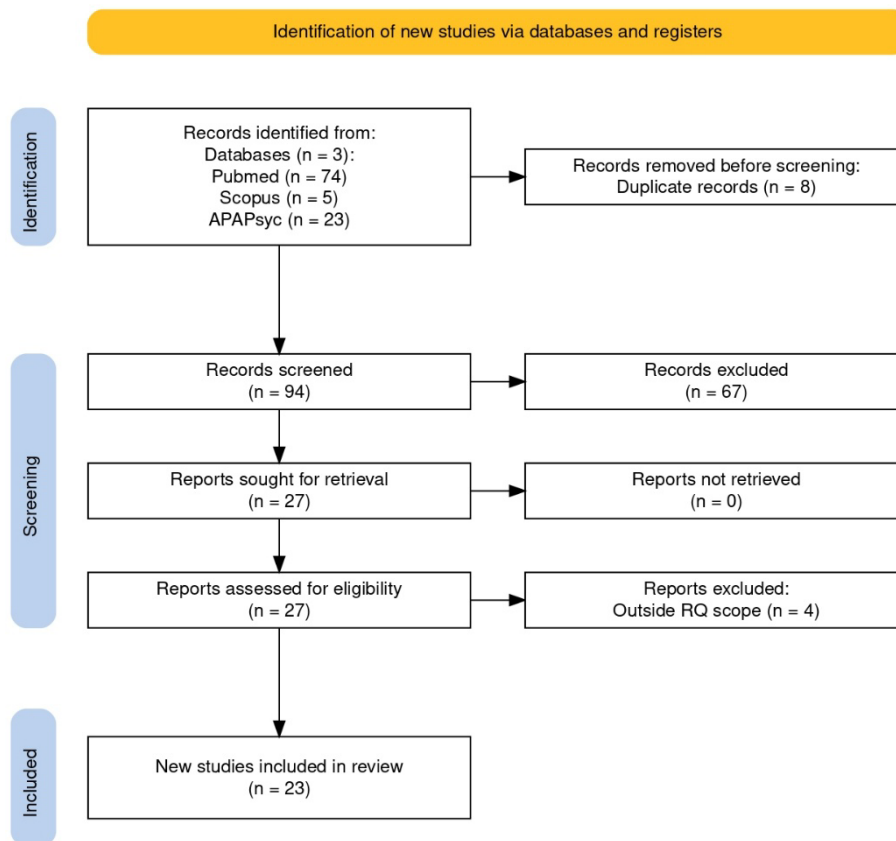 Identification of new studies via databases and registers
Identification
Records identified from:
Databases (n = 3):
Pubmed (n = 74)
Scopus (n = 5)
APAPsyc (n = 23)
Records removed before screening:
Duplicate records (n = 8)
Screening
Records screened
(n = 94)
Records excluded
(n = 67)
Reports sought for retrieval
(n = 27)
Reports not retrieved
(n = 0)
Reports assessed for eligibility
(n = 27)
Reports excluded:
Outside RQ scope (n = 4)
Included
New studies included in review
(n = 23)